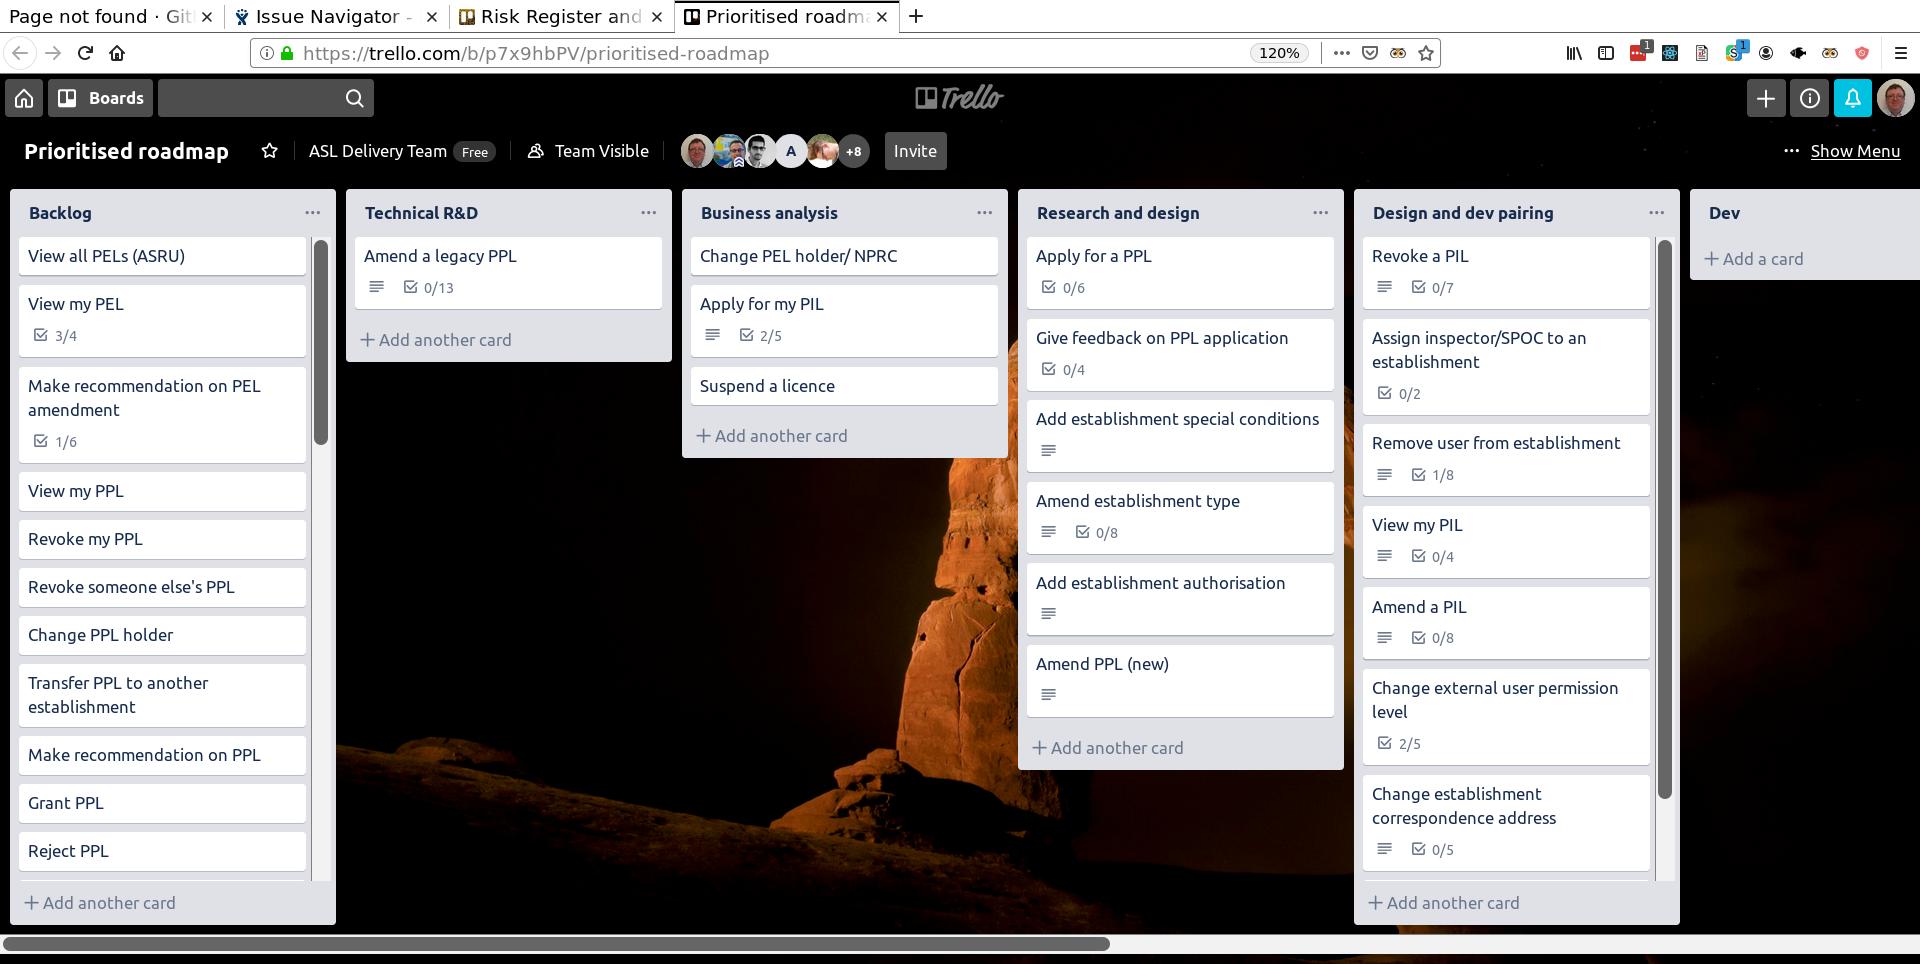 Page not found · Git
Issue Navigator -
Risk Register and
Prioritised roadma
https://trello.com/b/p7x9hbPV/prioritised-roadmap
120%
1
1
Boards
Trello
Prioritised roadmap
ASL Delivery Team
Free
Team Visible
A
+8
Invite
Show Menu
Backlog
View all PELs (ASRU)
View my PEL
3/4
Make recommendation on PEL
amendment
1/6
View my PPL
Revoke my PPL
Revoke someone else's PPL
Change PPL holder
Transfer PPL to another
establishment
Make recommendation on PPL
Grant PPL
Reject PPL
Add another card
Technical R&D
Amend a legacy PPL
0/13
Add another card
Business analysis
Change PEL holder/ NPRC
Apply for my PIL
2/5
Suspend a licence
Add another card
Research and design
Apply for a PPL
0/6
Give feedback on PPL application
0/4
Add establishment special conditions
Amend establishment type
0/8
Add establishment authorisation
Amend PPL (new)
Add another card
Design and dev pairing
Revoke a PIL
0/7
Assign inspector/SPOC to an
establishment
0/2
Remove user from establishment
1/8
View my PIL
0/4
Amend a PIL
0/8
Change external user permission
level
2/5
Change establishment
correspondence address
0/5
Add another card
Dev
Add a card